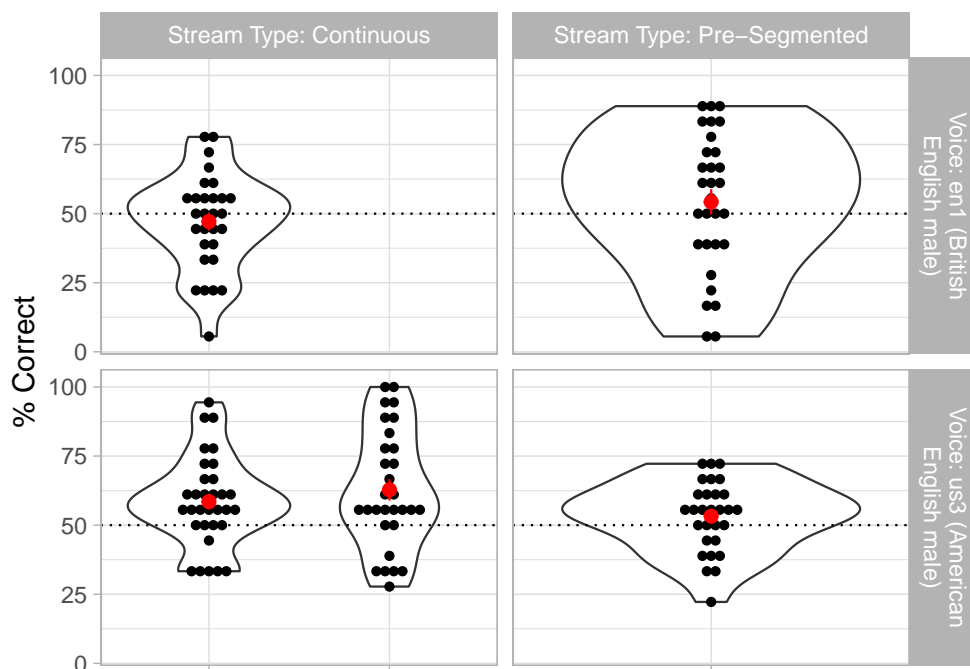 Stream Type: Continuous
Stream Type: Pre−Segmented
100
75
50
25
0
Voice: en1 (British
English male)
% Correct
100
75
50
25
0
Voice: us3 (American
English male)